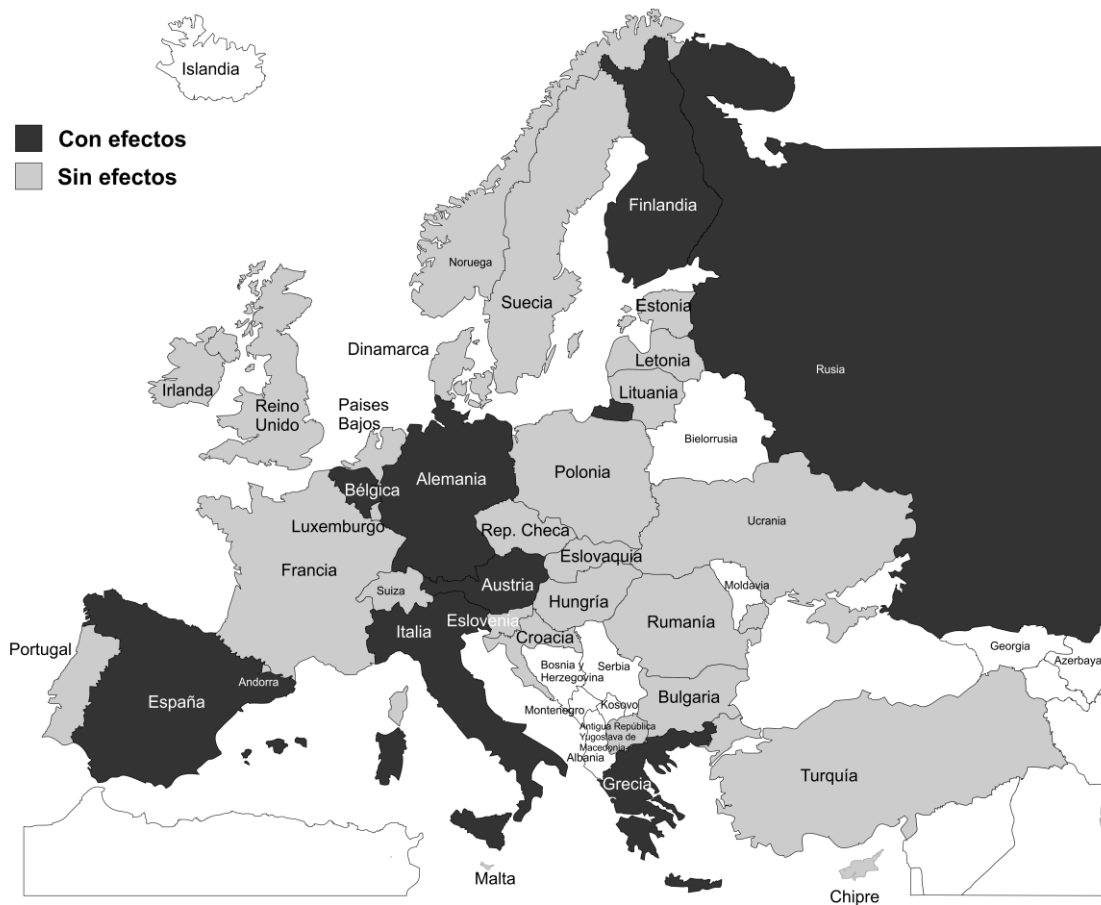 Islandia
Con efectos
Sin efectos
Finlandia
Noruega
Suecia
Estonia
Dinamarca
Letonia
Rusia
Irlanda
Lituania
Reino
Unido
Paises
Bajos
Bielorrusia
Polonia
Alemania
Bélgica
Ucrania
Luxemburgo
Rep. Checa
Eslovaquia
Francia
Moldavia
Suiza
Austria
Hungría
Eslovenia
Rumanía
Italia
Croacia
Portugal
Georgia
Bosnia y
Herzegovina
Serbia
Azerbaya
Andorra
España
Bulgaria
Montenegro
Kosovo
Antigua República
Yugoslava de
Macedonia
Albania
Turquía
Grecia
Malta
Chipre